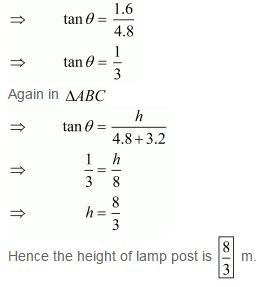 ⇒ tan θ = 1.6/4.8
⇒ tan θ = 1/3
Again in ΔABC
⇒ tan θ = h/(4.8 + 3.2)
⇒ 1/3 = h/8
⇒ h = 8/3
Hence the height of lamp post is 8/3 m.